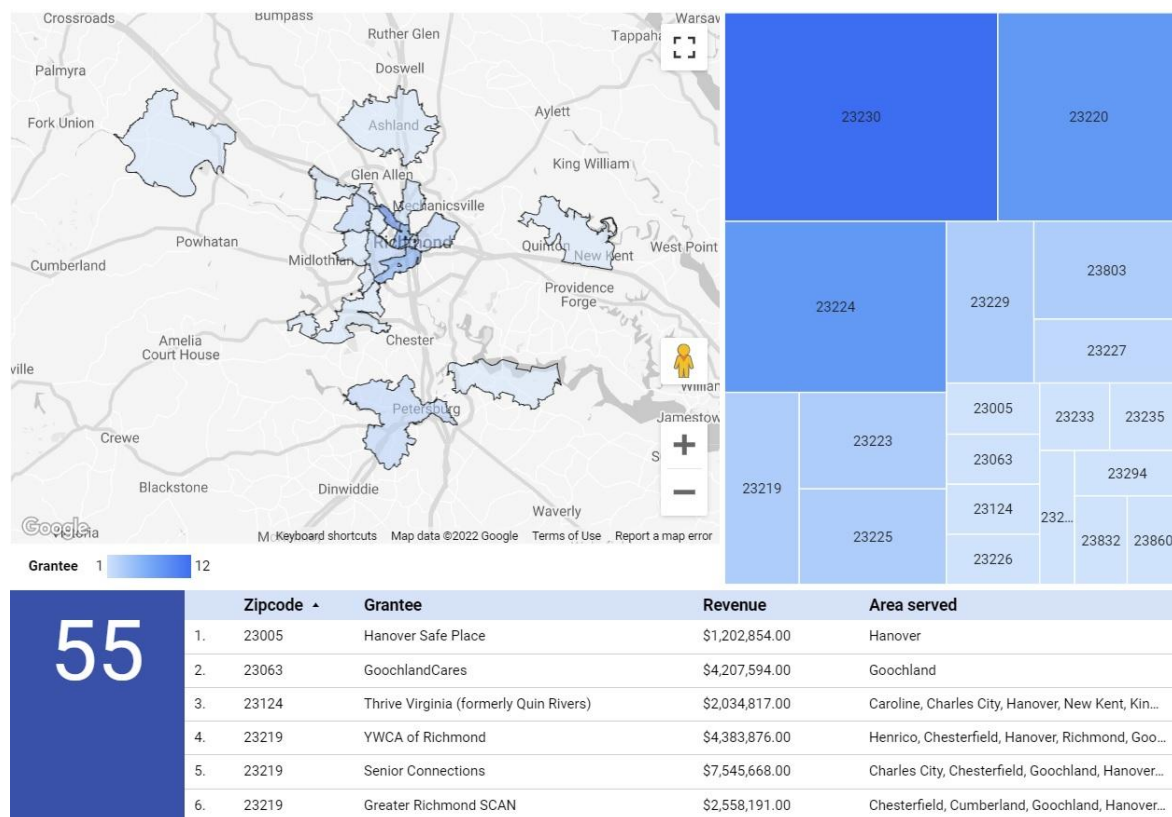 Crossroads
Bumpass
Ruther Glen
Tappah
Palmyra
Doswell
Fork Union
Ashland
Aylett
King William
Glen Allen
Mechanicsville
Powhatan
Richmond
Quinton
West Point
New Kent
Cumberland
Midlothian
Providence
Forge
Amelia
Court House
Chester
ville
Petersburg
Jamestow
Crewe
Blackstone
Dinwiddie
Waverly
Google
Keyboard shortcuts Map data ©2022 Google Terms of Use Report a map error
Grantee 1 12
23230
23220
23224
23229
23803
23227
23219
23223
23225
23005
23063
23124
23226
23233
23235
232...
23294
23832
23860
55
Zipcode Grantee Revenue Area served
1. 23005 Hanover Safe Place $1,202,854.00 Hanover
2. 23063 GoochlandCares $4,207,594.00 Goochland
3. 23124 Thrive Virginia (formerly Quin Rivers) $2,034,817.00 Caroline, Charles City, Hanover, New Kent, Kin...
4. 23219 YWCA of Richmond $4,383,876.00 Henrico, Chesterfield, Hanover, Richmond, Goo...
5. 23219 Senior Connections $7,545,668.00 Charles City, Chesterfield, Goochland, Hanover...
6. 23219 Greater Richmond SCAN $2,558,191.00 Chesterfield, Cumberland, Goochland, Hanover...